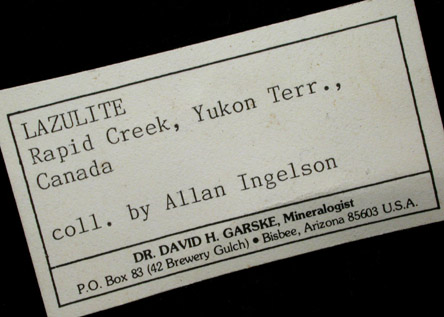 LAZULITE
Rapid Creek, Yukon Terr.,
Canada
coll. by Allan Ingelson
DR. DAVID H. GARSKE, Mineralogist
P.O. Box 83 (42 Brewery Gulch) • Bisbee, Arizona 85603 U.S.A.